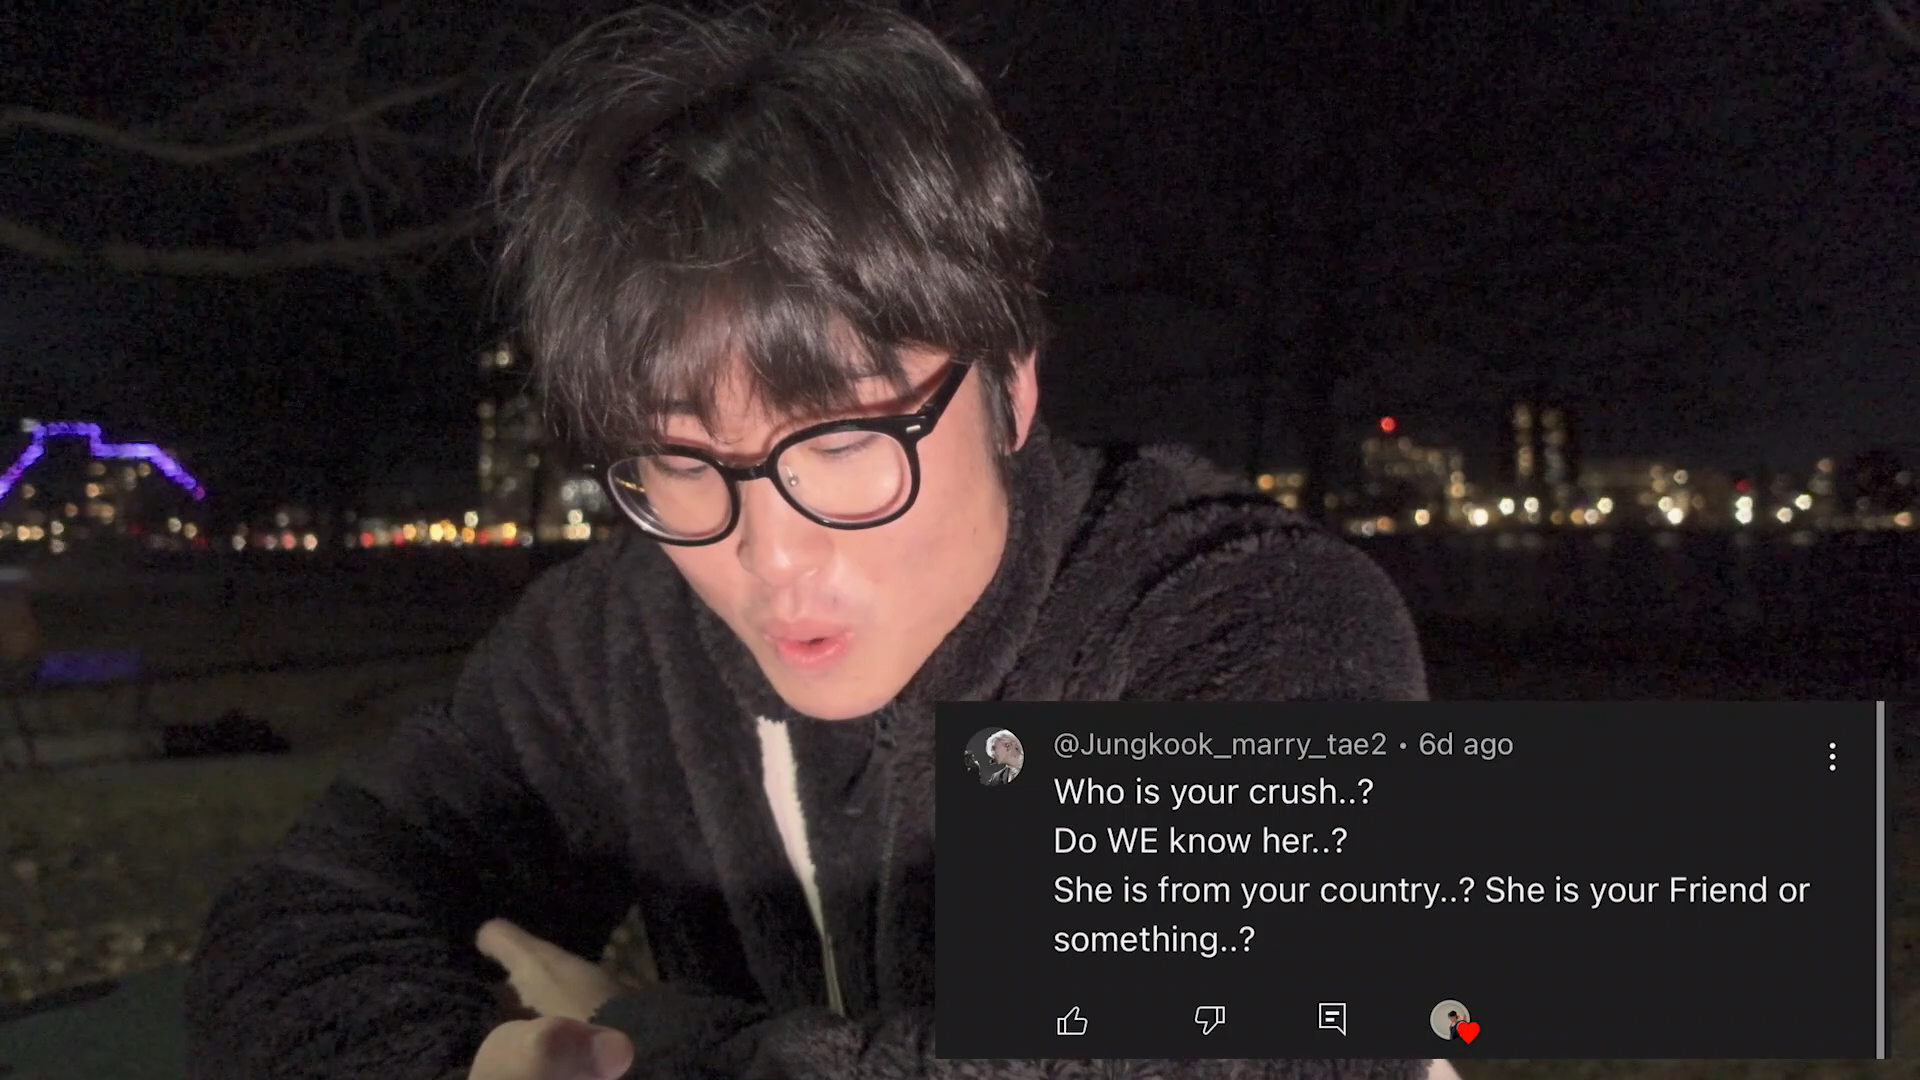 @Jungkook_marry_tae2 • 6d ago
Who is your crush..?
Do WE know her..?
She is from your country..? She is your Friend or
something..?